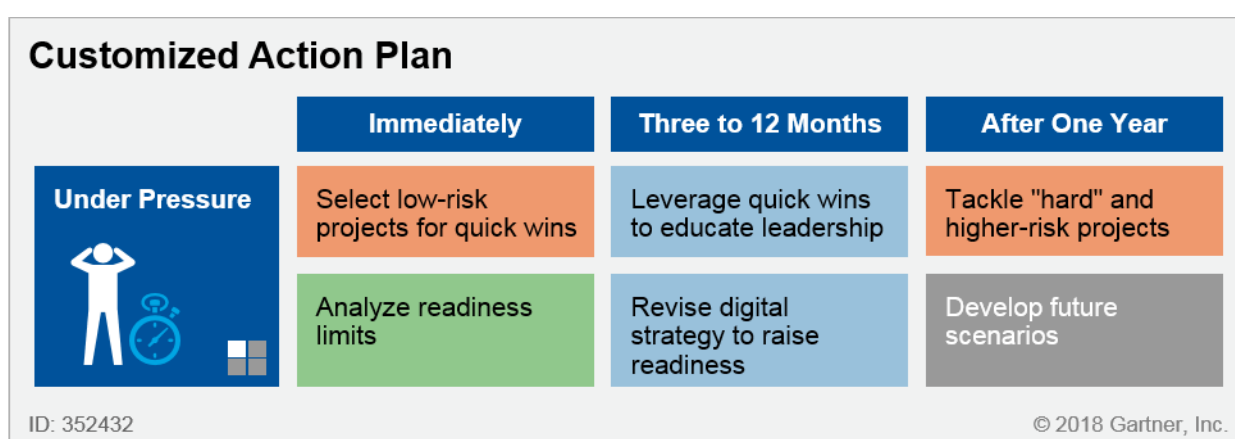 Customized Action Plan
Immediately
Three to 12 Months
After One Year
Under Pressure
Select low-risk
projects for quick wins
Leverage quick wins
to educate leadership
Tackle "hard" and
higher-risk projects
Analyze readiness
limits
Revise digital
strategy to raise
readiness
Develop future
scenarios
ID: 352432
© 2018 Gartner, Inc.